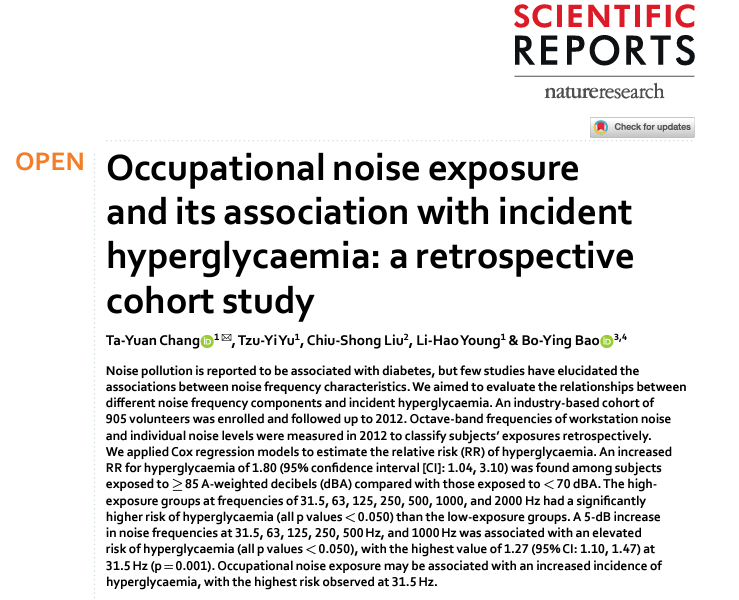 SCIENTIFIC
REPORTS
natureresearch
Check for updates
OPEN
Occupational noise exposure
and its association with incident
hyperglycaemia: a retrospective
cohort study
Ta-Yuan Chang iD 1 ✉, Tzu-Yi Yu1, Chiu-Shong Liu2, Li-Hao Young1 & Bo-Ying Bao iD 3,4
Noise pollution is reported to be associated with diabetes, but few studies have elucidated the
associations between noise frequency characteristics. We aimed to evaluate the relationships between
different noise frequency components and incident hyperglycaemia. An industry-based cohort of
905 volunteers was enrolled and followed up to 2012. Octave-band frequencies of workstation noise
and individual noise levels were measured in 2012 to classify subjects' exposures retrospectively.
We applied Cox regression models to estimate the relative risk (RR) of hyperglycaemia. An increased
RR for hyperglycaemia of 1.80 (95% confidence interval [CI]: 1.04, 3.10) was found among subjects
exposed to ≥ 85 A-weighted decibels (dBA) compared with those exposed to < 70 dBA. The high-
exposure groups at frequencies of 31.5, 63, 125, 250, 500, 1000, and 2000 Hz had a significantly
higher risk of hyperglycaemia (all p values < 0.050) than the low-exposure groups. A 5-dB increase
in noise frequencies at 31.5, 63, 125, 250, 500 Hz, and 1000 Hz was associated with an elevated
risk of hyperglycaemia (all p values < 0.050), with the highest value of 1.27 (95% CI: 1.10, 1.47) at
31.5 Hz (p = 0.001). Occupational noise exposure may be associated with an increased incidence of
hyperglycaemia, with the highest risk observed at 31.5 Hz.